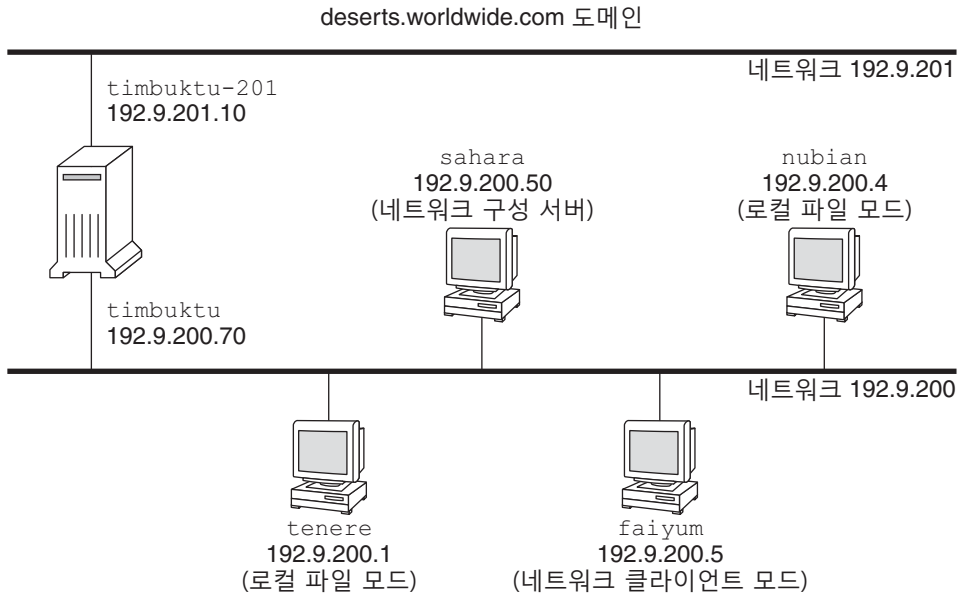 deserts.worldwide.com 도메인
네트워크 192.9.201
timbuktu-201
192.9.201.10
sahara
192.9.200.50
(네트워크 구성 서버)
nubian
192.9.200.4
(로컬 파일 모드)
timbuktu
192.9.200.70
네트워크 192.9.200
tenere
192.9.200.1
(로컬 파일 모드)
faiyum
192.9.200.5
(네트워크 클라이언트 모드)